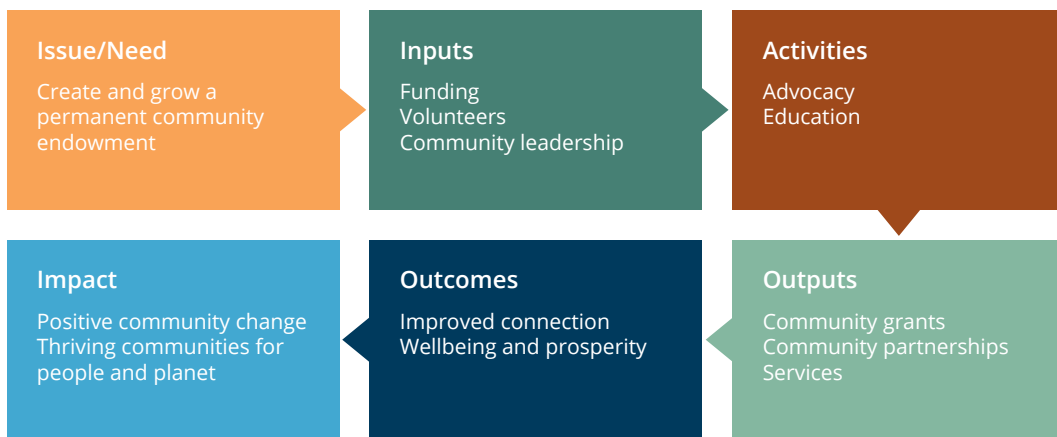 Issue/Need
Create and grow a
permanent community
endowment
Inputs
Funding
Volunteers
Community leadership
Activities
Advocacy
Education
Outputs
Community grants
Community partnerships
Services
Outcomes
Improved connection
Wellbeing and prosperity
Impact
Positive community change
Thriving communities for
people and planet